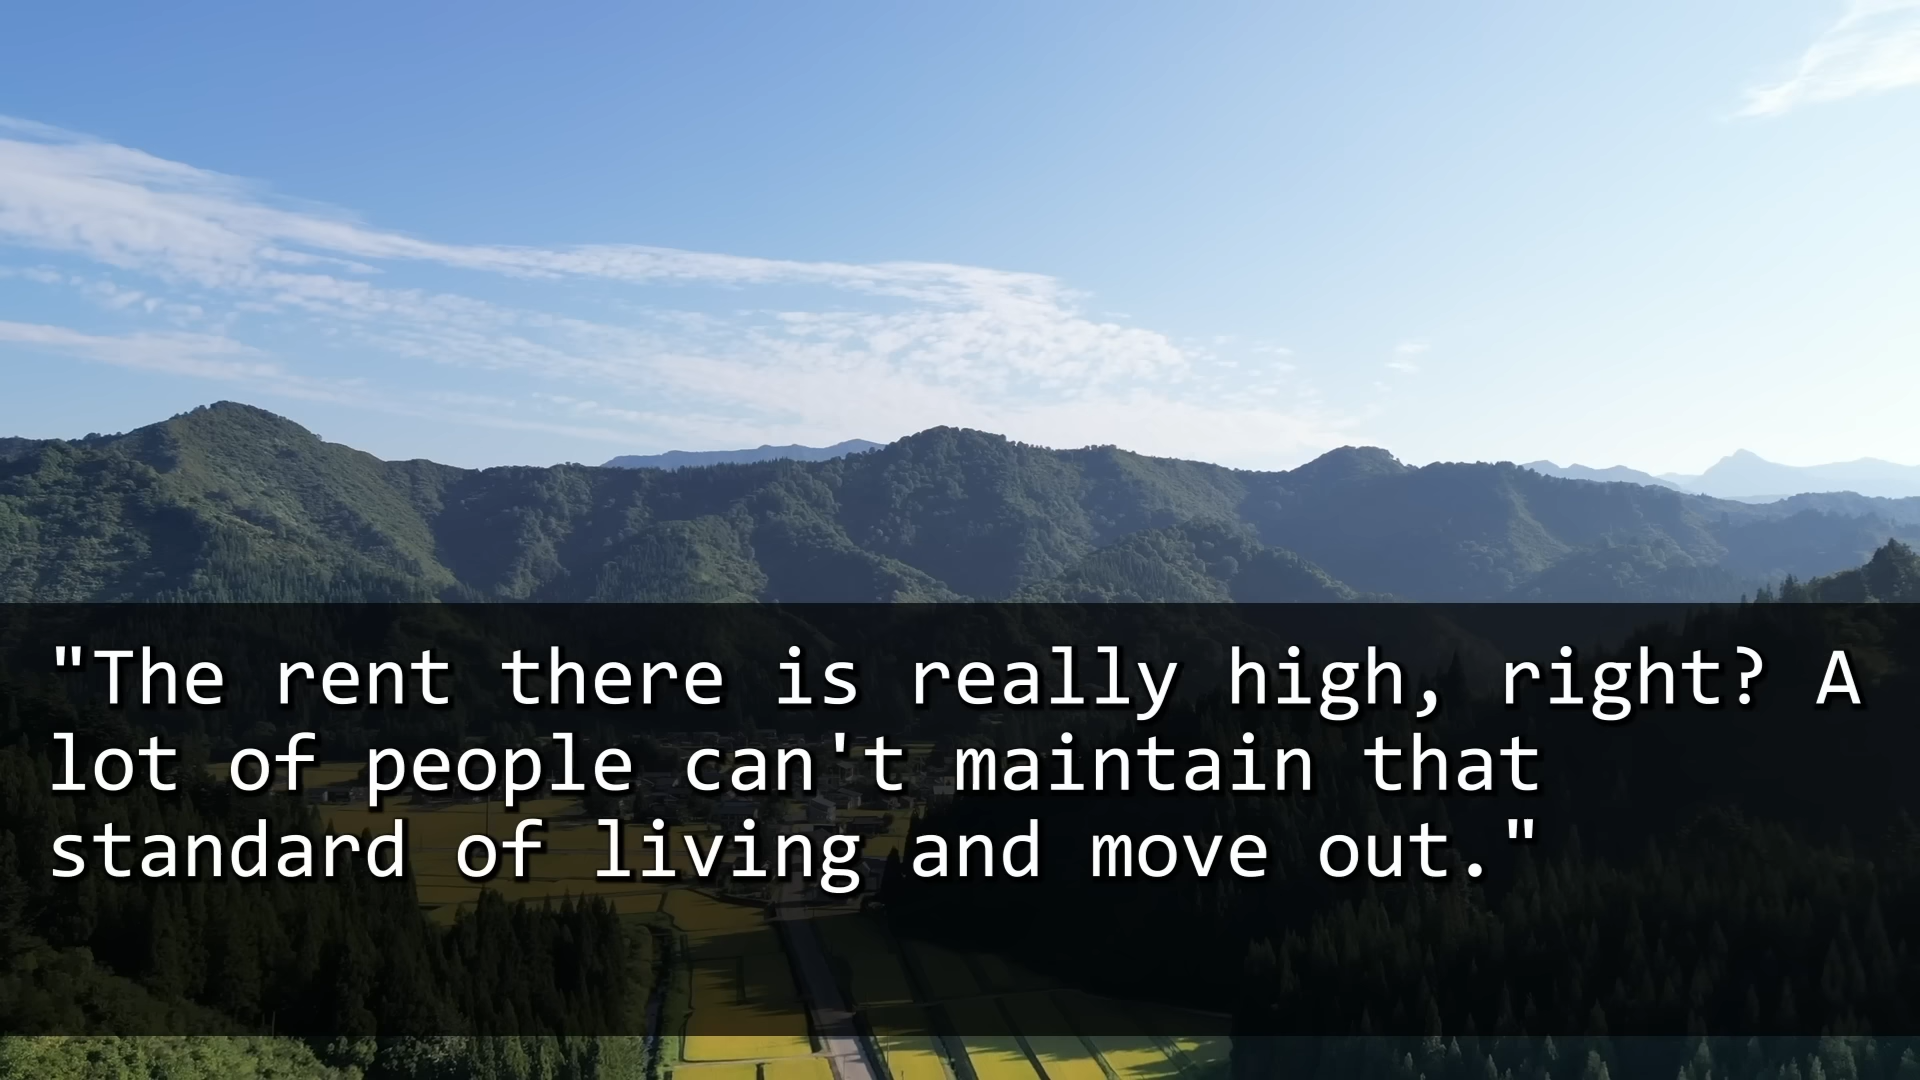 "The rent there is really high, right? A
lot of people can't maintain that
standard of living and move out."